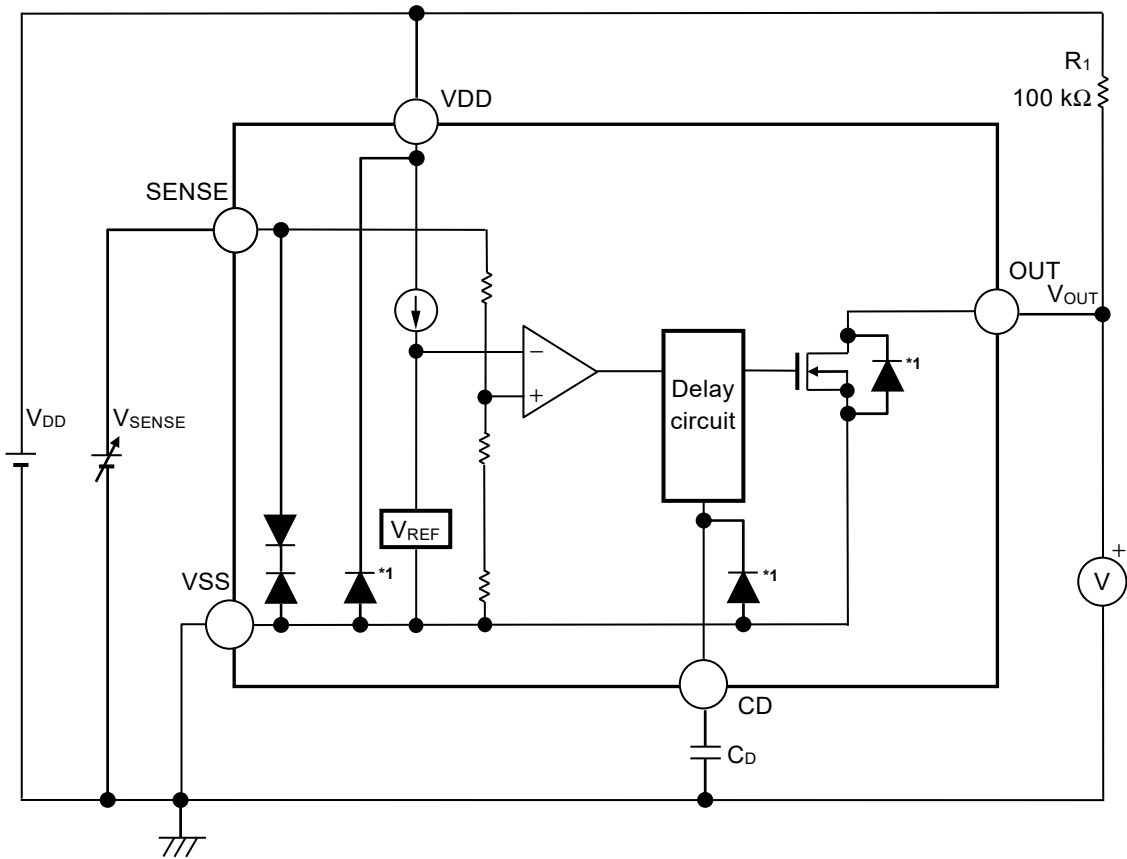 R1
100 kΩ
VDD
SENSE
OUT
VOUT
−
+
Delay
circuit
*1
VDD
VSENSE
VREF
VSS
*1
*1
+
V
CD
CD